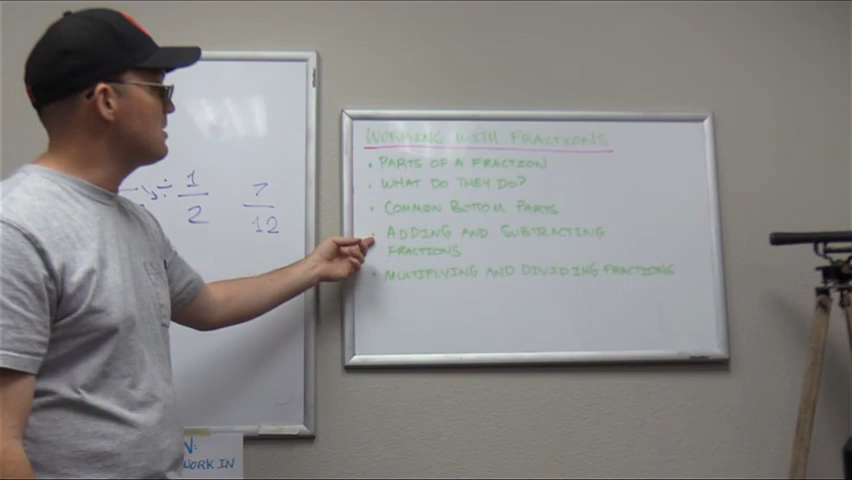 WORKING WITH FRACTIONS
• PARTS OF A FRACTION
• WHAT DO THEY DO?
• COMMON BOTTOM PARTS
• ADDING AND SUBTRACTING
FRACTIONS
• MULTIPLYING AND DIVIDING FRACTIONS
÷ 1 7
2 12
WORK IN